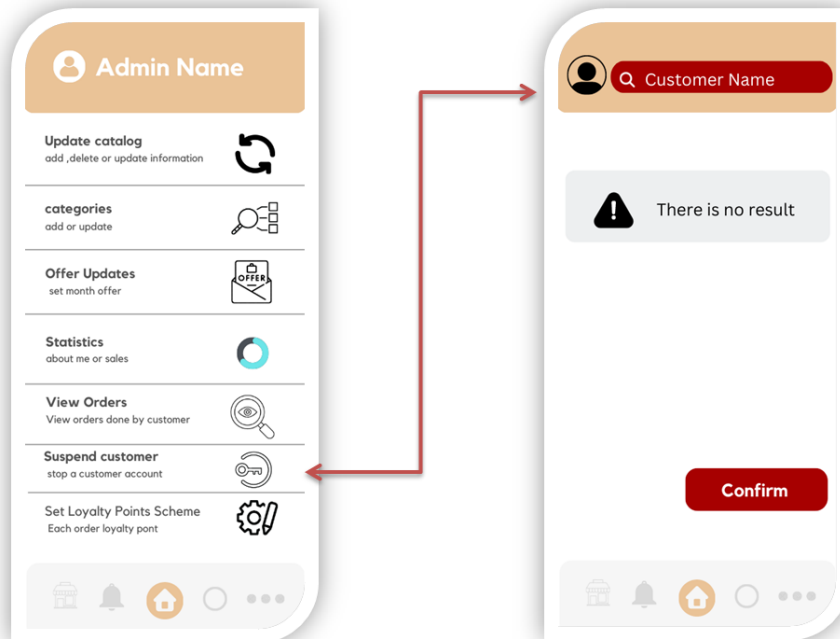 Admin Name
Update catalog
add ,delete or update information
categories
add or update
OFFER
Offer Updates
set month offer
Statistics
about me or sales
View Orders
View orders done by customer
Suspend customer
stop a customer account
Set Loyalty Points Scheme
Each order loyalty pont
Customer Name
There is no result
Confirm